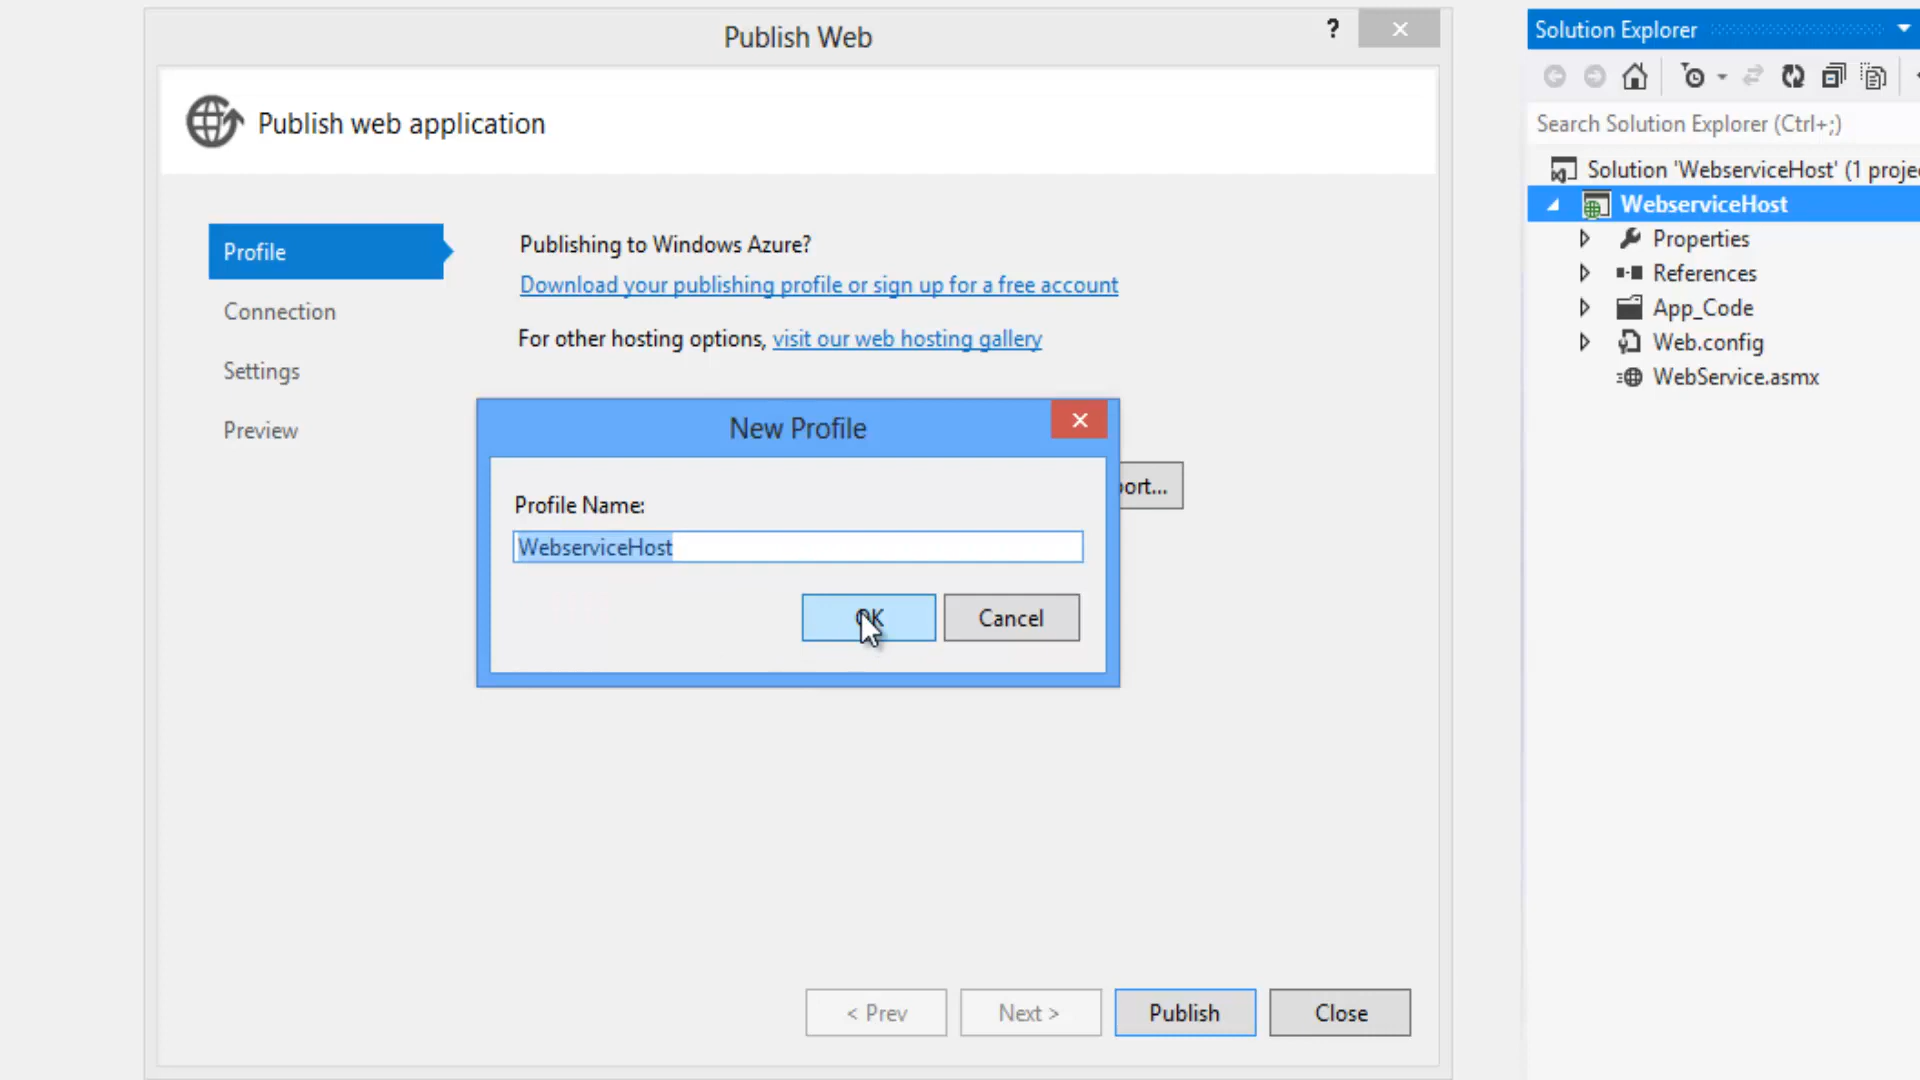 Publish Web
?
Publish web application
Profile
Connection
Settings
Preview
Publishing to Windows Azure?
Download your publishing profile or sign up for a free account
For other hosting options, visit our web hosting gallery
New Profile
Profile Name:
WebserviceHost
OK
Cancel
ort...
< Prev
Next >
Publish
Close
Solution Explorer
Search Solution Explorer (Ctrl+;)
Solution 'WebserviceHost' (1 proje
WebserviceHost
Properties
References
App_Code
Web.config
WebService.asmx